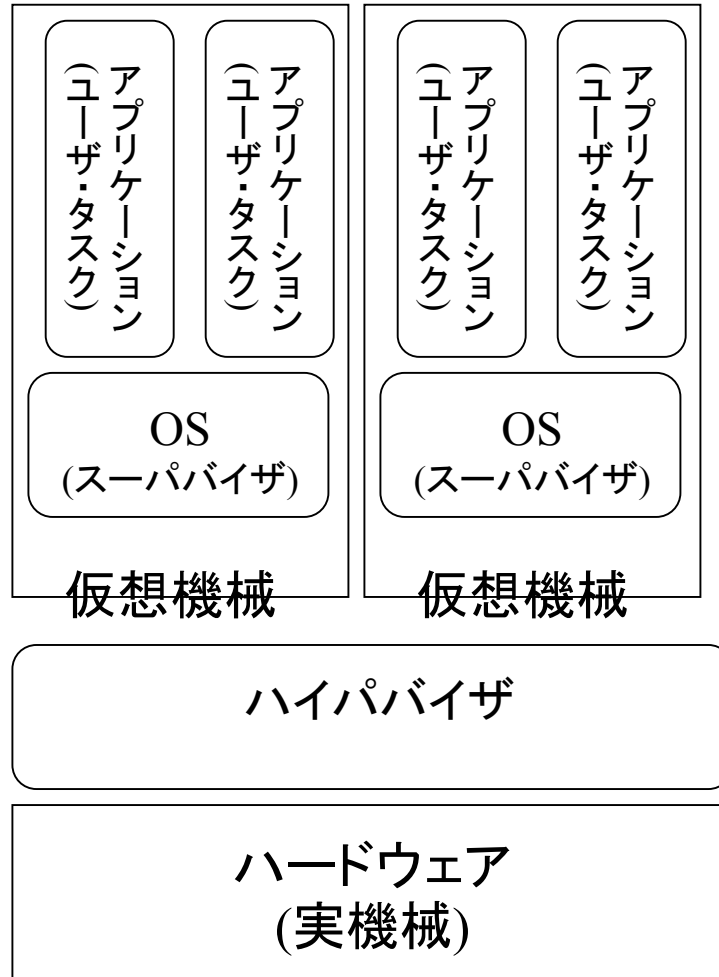 アプリケーション
(ユーザ・タスク)
アプリケーション
(ユーザ・タスク)
OS
(スーパバイザ)
仮想機械
アプリケーション
(ユーザ・タスク)
アプリケーション
(ユーザ・タスク)
OS
(スーパバイザ)
仮想機械
ハイパバイザ
ハードウェア
(実機械)